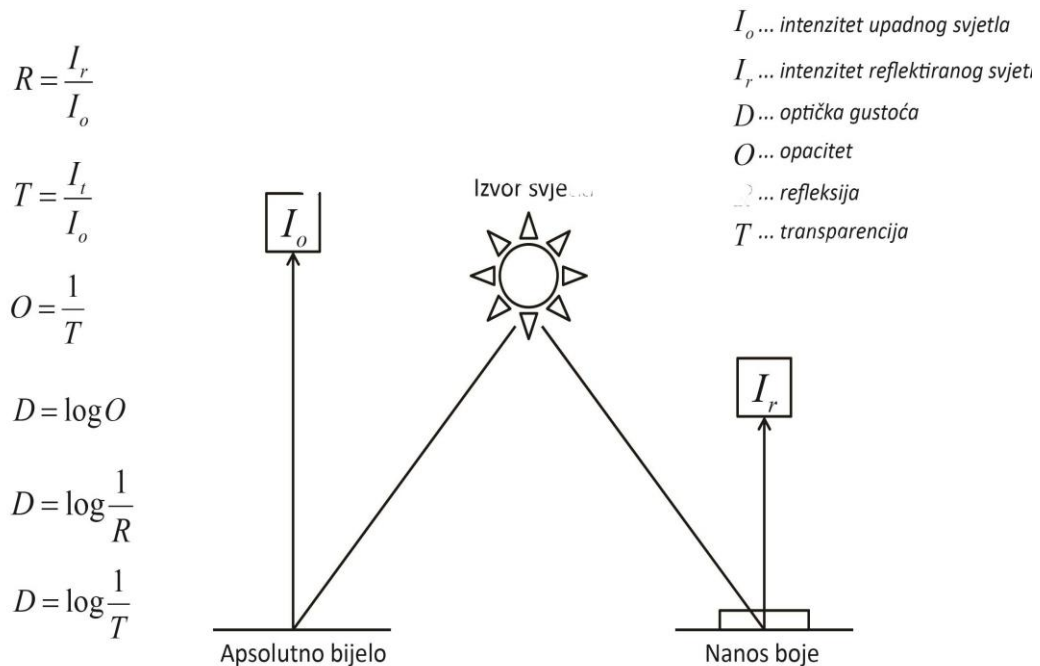 I_o ... intenzitet upadnog svjetla
I_r ... intenzitet reflektiranog
D ... optička gustoća
O ... opacitet
... refleksija
T ... transparencija
R = I_r / I_o
T = I_t / I_o
O = 1 / T
D = log O
D = log 1 / R
D = log 1 / T
I_o
Izvor
I_r
Apsolutno bijelo
Nanos boje